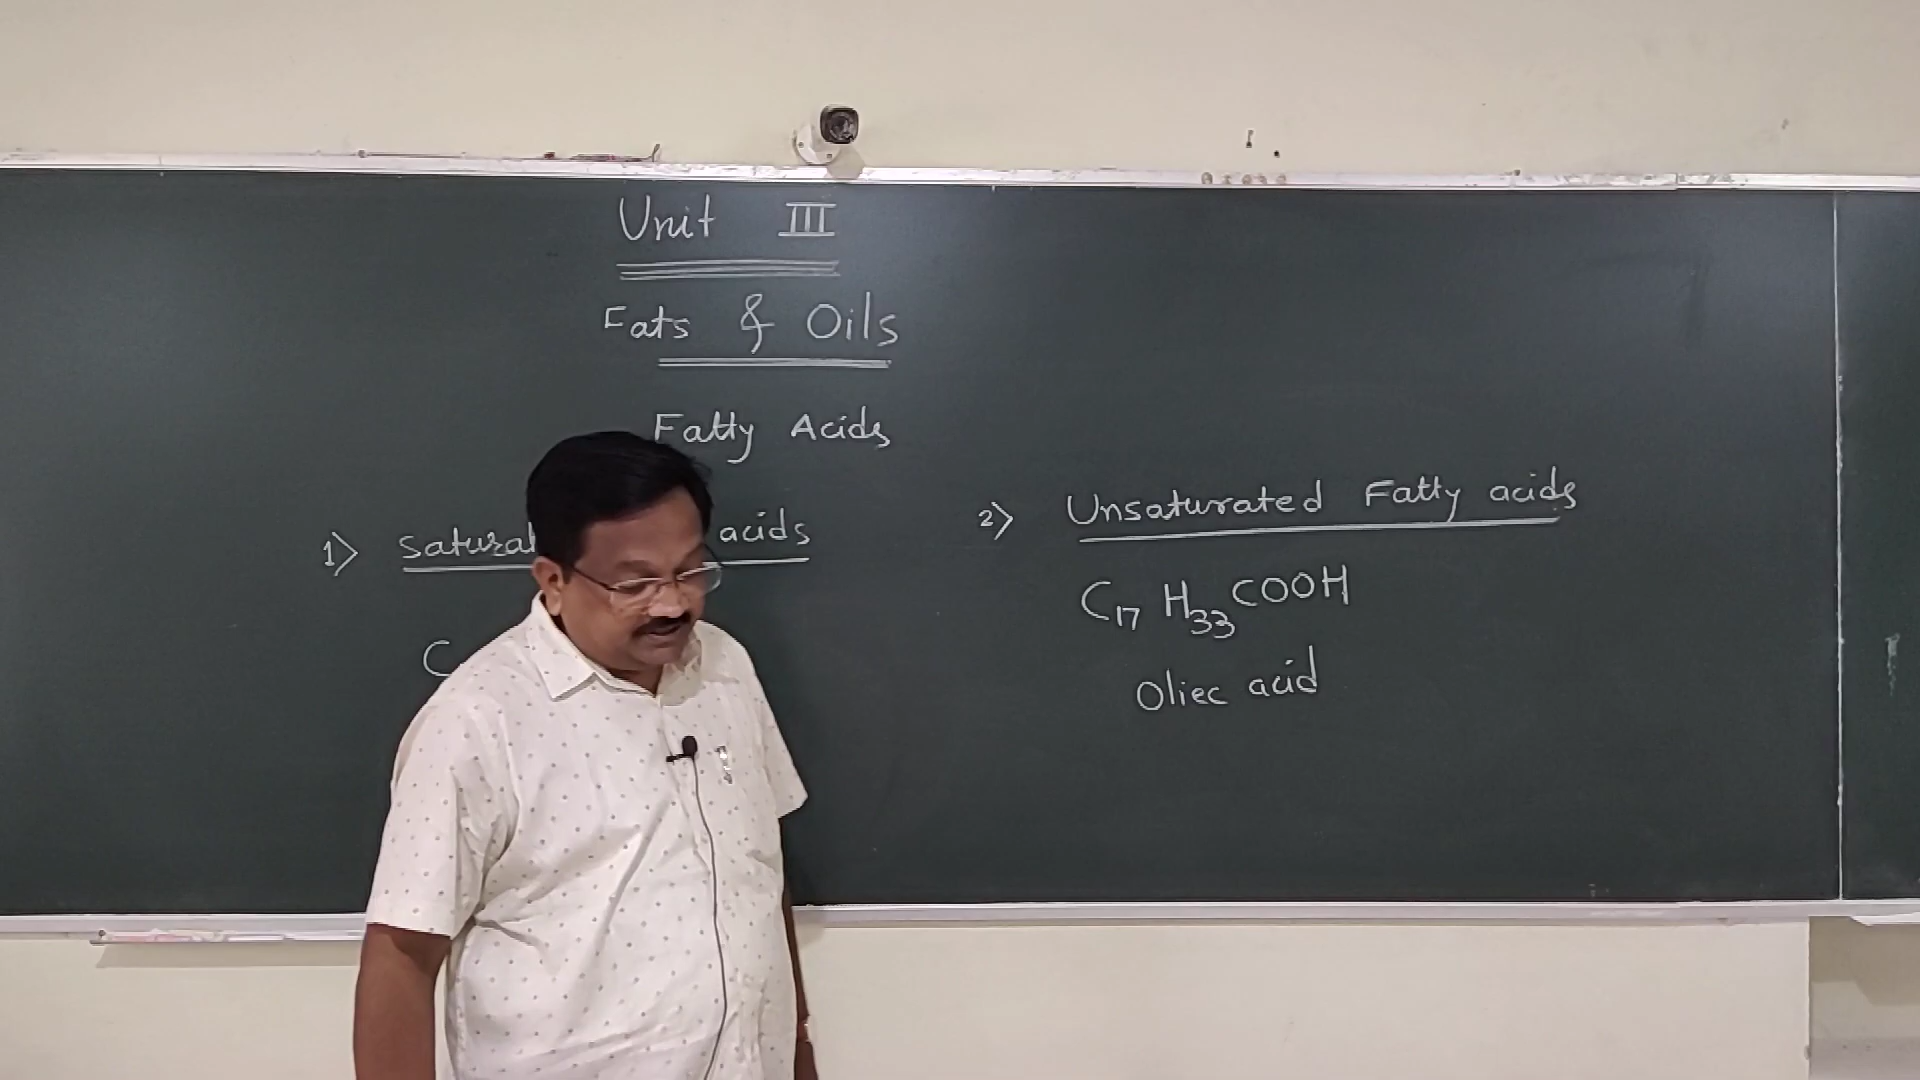 Unit III
Fats & Oils
Fatty Acids
1) acids
C
2) Unsaturated Fatty acids
C17 H33 COOH
Oliec acid